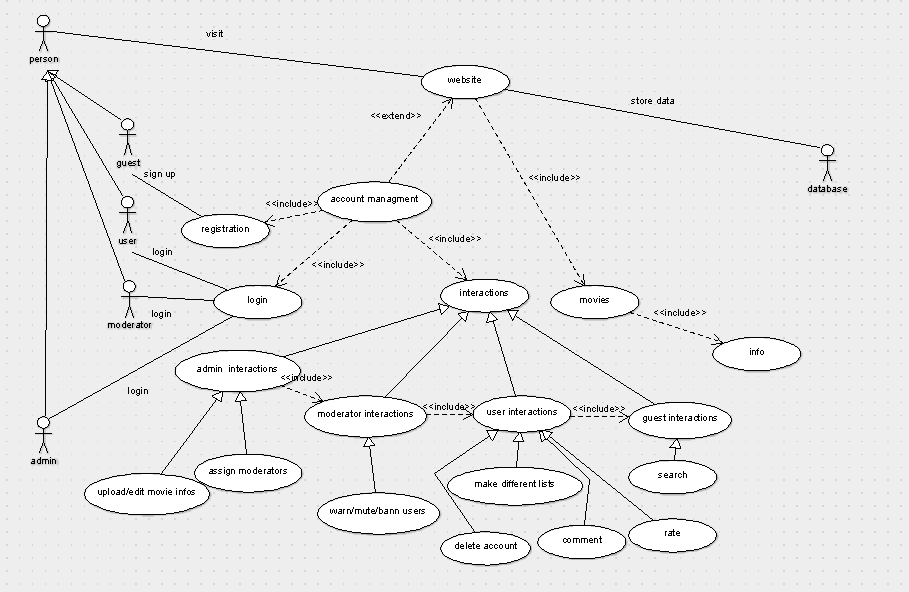 visit
person
website
store data
<<extend>>
guest
sign up
<<include>>
database
account managment
<<include>>
registration
user
<<include>>
login
<<include>>
interactions
movies
login
moderator
login
<<include>>
info
admin interactions
<<include>>
login
moderator interactions
<<include>>
user interactions
<<include>>
guest interactions
admin
upload/edit movie infos
assign moderators
make different lists
search
warn/mute/bann users
delete account
comment
rate